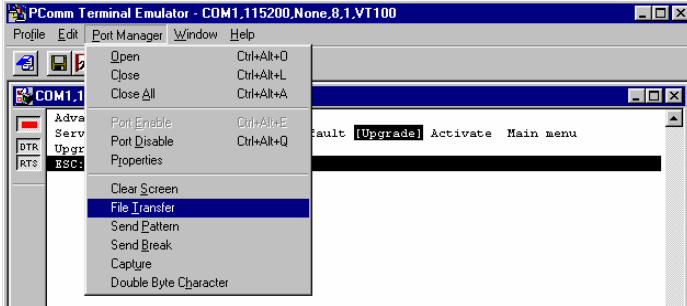 PComm Terminal Emulator - COM1,115200,None,8,1,VT100
Profile Edit Port Manager Window Help
Open Ctrl+Alt+O
Close Ctrl+Alt+L
Close All Ctrl+Alt+A
Port Enable Ctrl+Alt+E
Port Disable Ctrl+Alt+Q
Properties
Clear Screen
File Transfer
Send Pattern
Send Break
Capture
Double Byte Character
COM1,1
DTR
RTS
Adva
Serv fault [Upgrade] Activate Main menu
Upgr
ESC: